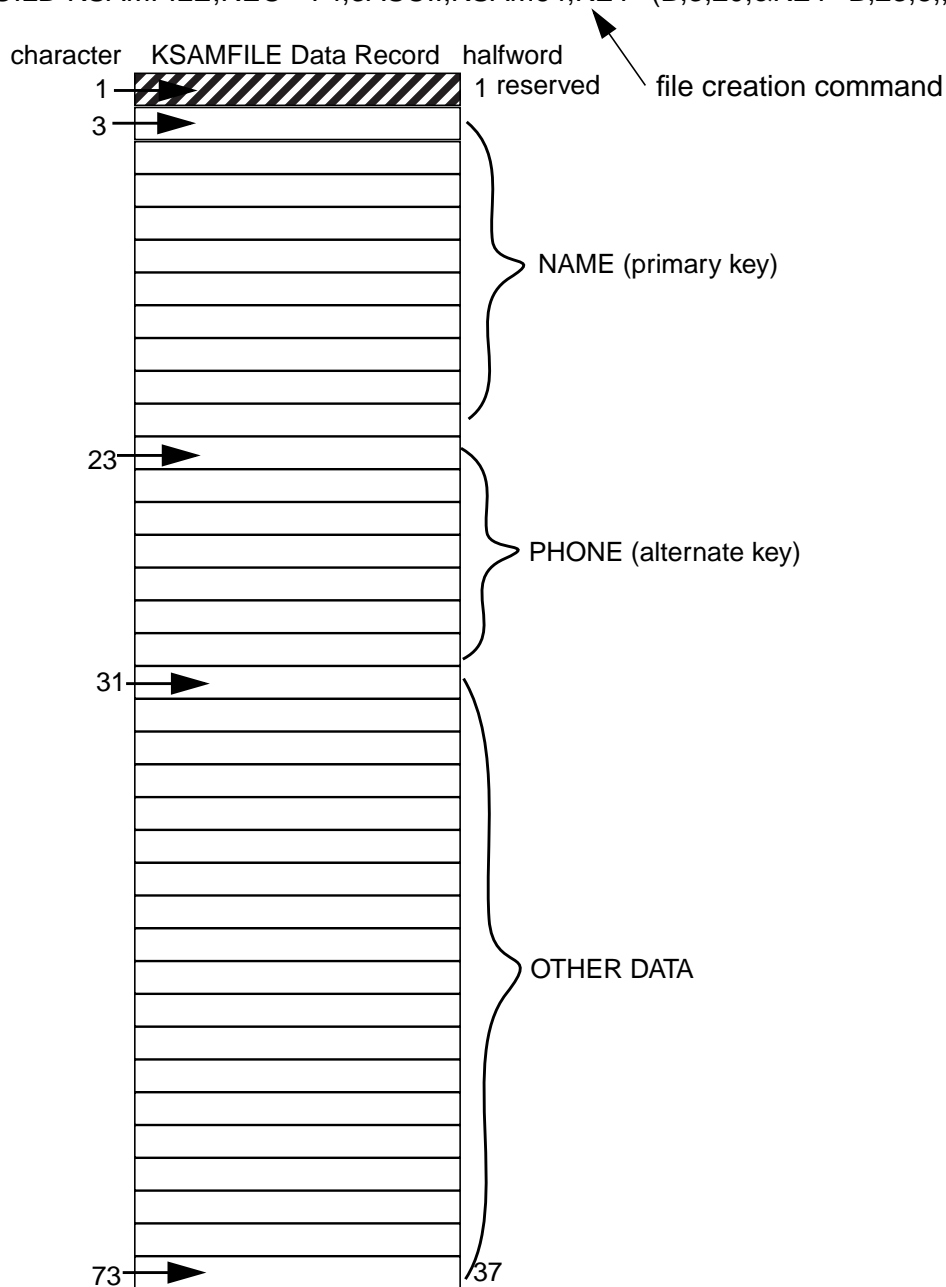 character KSAMFILE Data Record halfword
1 1 reserved file creation command
3
NAME (primary key)
23
PHONE (alternate key)
31
OTHER DATA
73 37